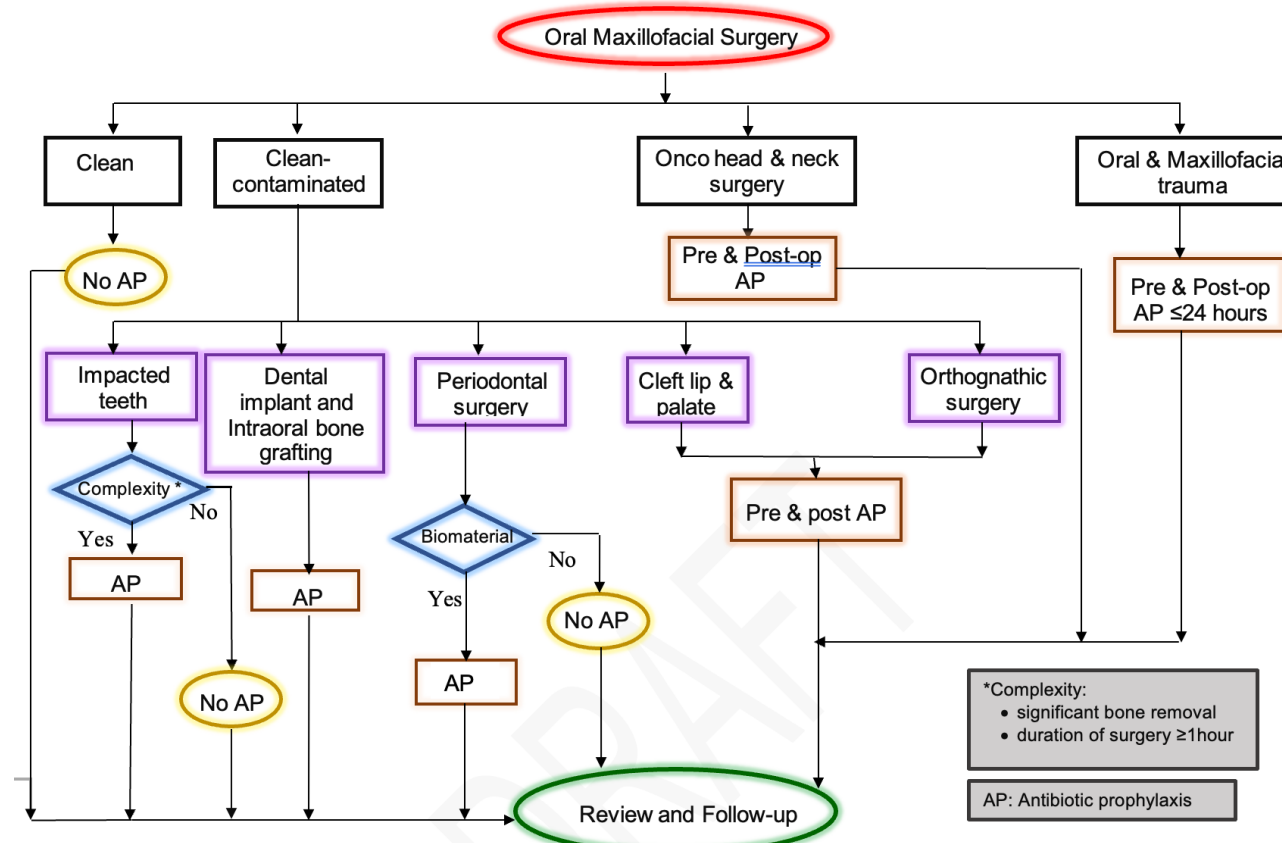 Oral Maxillofacial Surgery
Clean
Clean-
contaminated
Onco head & neck
surgery
Oral & Maxillofacia
trauma
No AP
Pre & Post-op
AP
Pre & Post-op
AP ≤24 hours
Impacted
teeth
Dental
implant and
Intraoral bone
grafting
Periodontal
surgery
Cleft lip &
palate
Orthognathic
surgery
Complexity *
No
Yes
AP
AP
Biomaterial
No
Yes
Pre & post AP
No AP
AP
No AP
*Complexity:
• significant bone removal
• duration of surgery ≥1hour
AP: Antibiotic prophylaxis
Review and Follow-up
DRAFT